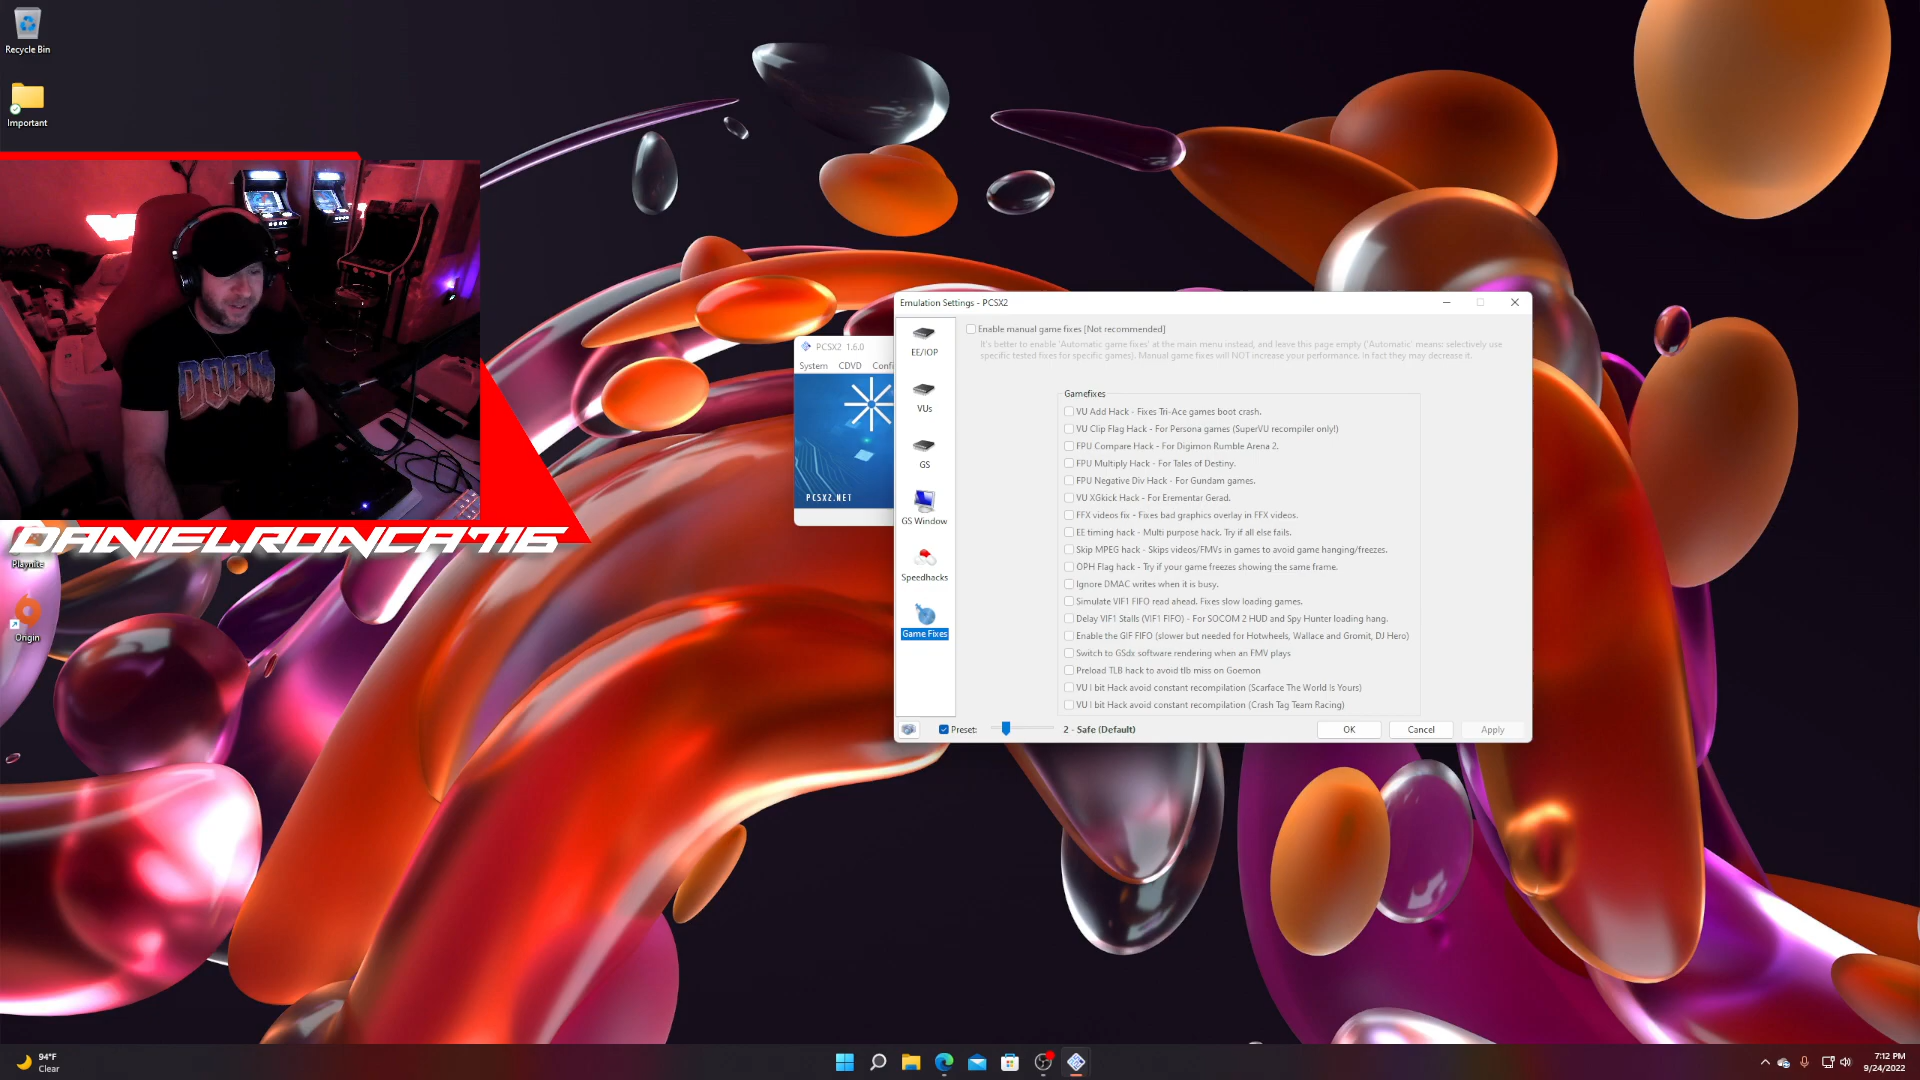 Recycle Bin
Important
DOOM
DANIELRONCA716
Playnite
Origin
PCSX2 1.6.0
System CDVD Confi
PCSX2.NET
Emulation Settings - PCSX2
EE/IOP
VUs
GS
GS Window
Speedhacks
Game Fixes
Enable manual game fixes [Not recommended]
It's better to enable 'Automatic game fixes' at the main menu instead, and leave this page empty ('Automatic' means: selectively use
specific tested fixes for specific games). Manual game fixes will NOT increase your performance. In fact they may decrease it.
Gamefixes
VU Add Hack - Fixes Tri-Ace games boot crash.
VU Clip Flag Hack - For Persona games (SuperVU recompiler only!)
FPU Compare Hack - For Digimon Rumble Arena 2.
FPU Multiply Hack - For Tales of Destiny.
FPU Negative Div Hack - For Gundam games.
VU XGkick Hack - For Erementar Gerad.
FFX videos fix - Fixes bad graphics overlay in FFX videos.
EE timing hack - Multi purpose hack. Try if all else fails.
Skip MPEG hack - Skips videos/FMVs in games to avoid game hanging/freezes.
OPH Flag hack - Try if your game freezes showing the same frame.
Ignore DMAC writes when it is busy.
Simulate VIF1 FIFO read ahead. Fixes slow loading games.
Delay VIF1 Stalls (VIF1 FIFO) - For SOCOM 2 HUD and Spy Hunter loading hang.
Enable the GIF FIFO (slower but needed for Hotwheels, Wallace and Gromit, DJ Hero)
Switch to GSdx software rendering when an FMV plays
Preload TLB hack to avoid tlb miss on Goemon
VU I bit Hack avoid constant recompilation (Scarface The World Is Yours)
VU I bit Hack avoid constant recompilation (Crash Tag Team Racing)
Preset: 2 - Safe (Default) OK Cancel Apply
94°F
Clear
7:12 PM
9/24/2022